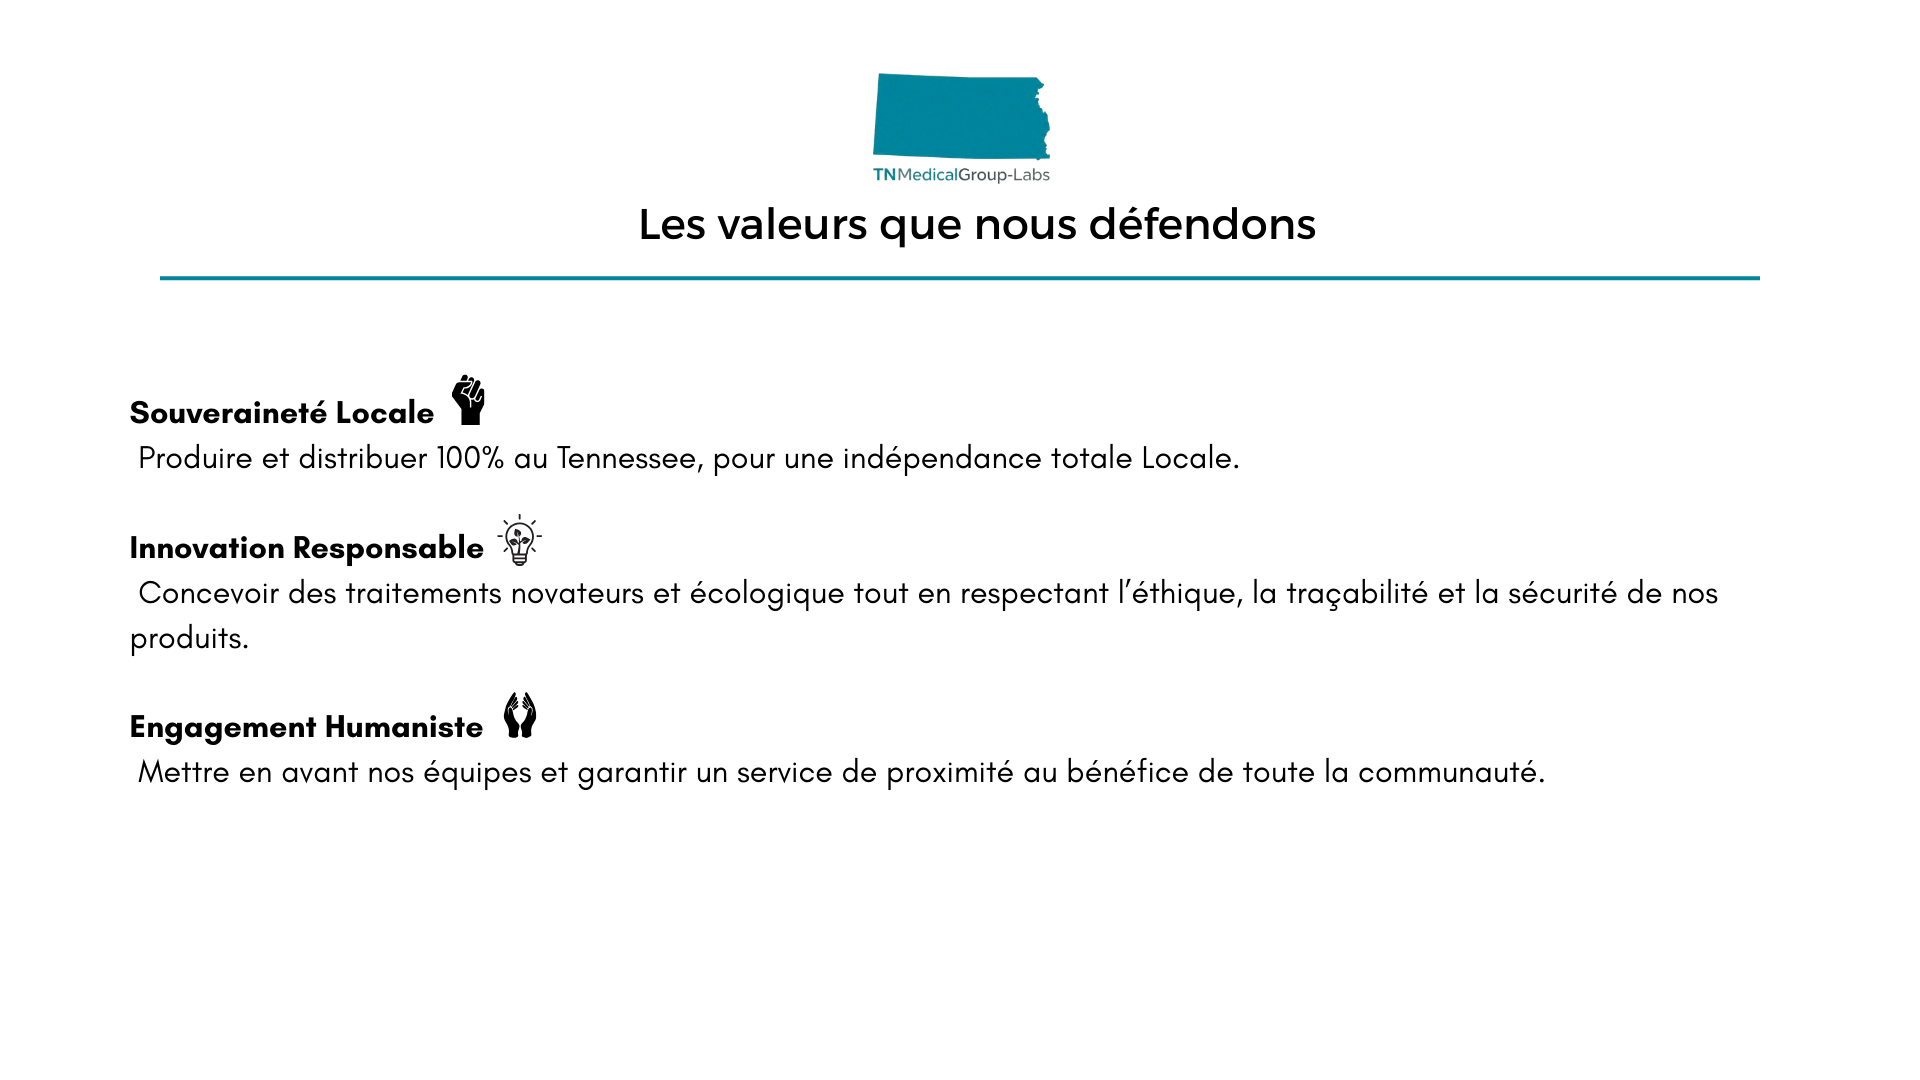 TNMedicalGroup-Labs
Les valeurs que nous défendons
Souveraineté Locale
Produire et distribuer 100% au Tennessee, pour une indépendance totale Locale.
Innovation Responsable
Concevoir des traitements novateurs et écologique tout en respectant l’éthique, la traçabilité et la sécurité de nos
produits.
Engagement Humaniste
Mettre en avant nos équipes et garantir un service de proximité au bénéfice de toute la communauté.